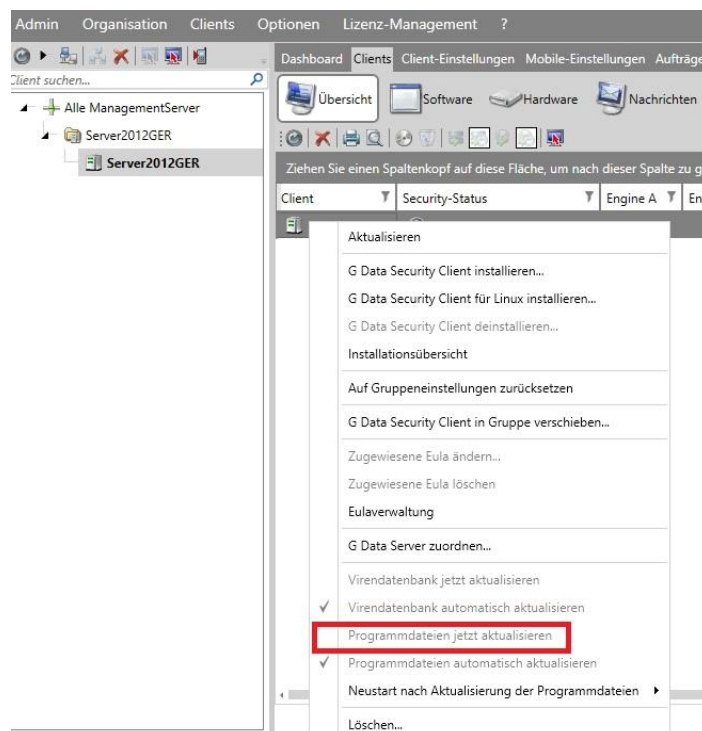 Admin Organisation Clients Optionen Lizenz-Management ?
Dashboard Clients Client-Einstellungen Mobile-Einstellungen Aufträge
Client suchen...
Übersicht Software Hardware Nachrichten
Alle ManagementServer
Server2012GER
Server2012GER
Ziehen Sie einen Spaltenkopf auf diese Fläche, um nach dieser Spalte zu g
Client Security-Status Engine A En
Aktualisieren
G Data Security Client installieren...
G Data Security Client für Linux installieren...
G Data Security Client deinstallieren...
Installationsübersicht
Auf Gruppeneinstellungen zurücksetzen
G Data Security Client in Gruppe verschieben...
Zugewiesene Eula ändern...
Zugewiesene Eula löschen
Eulaverwaltung
G Data Server zuordnen...
Virendatenbank jetzt aktualisieren
Virendatenbank automatisch aktualisieren
Programmdateien jetzt aktualisieren
Programmdateien automatisch aktualisieren
Neustart nach Aktualisierung der Programmdateien
Löschen...